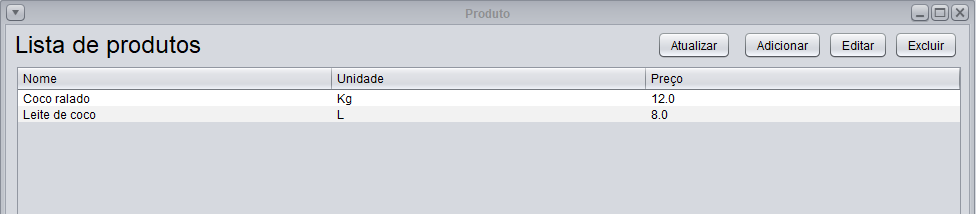 Produto
Lista de produtos
Atualizar Adicionar Editar Excluir
Nome Unidade Preço
Coco ralado Kg 12.0
Leite de coco L 8.0